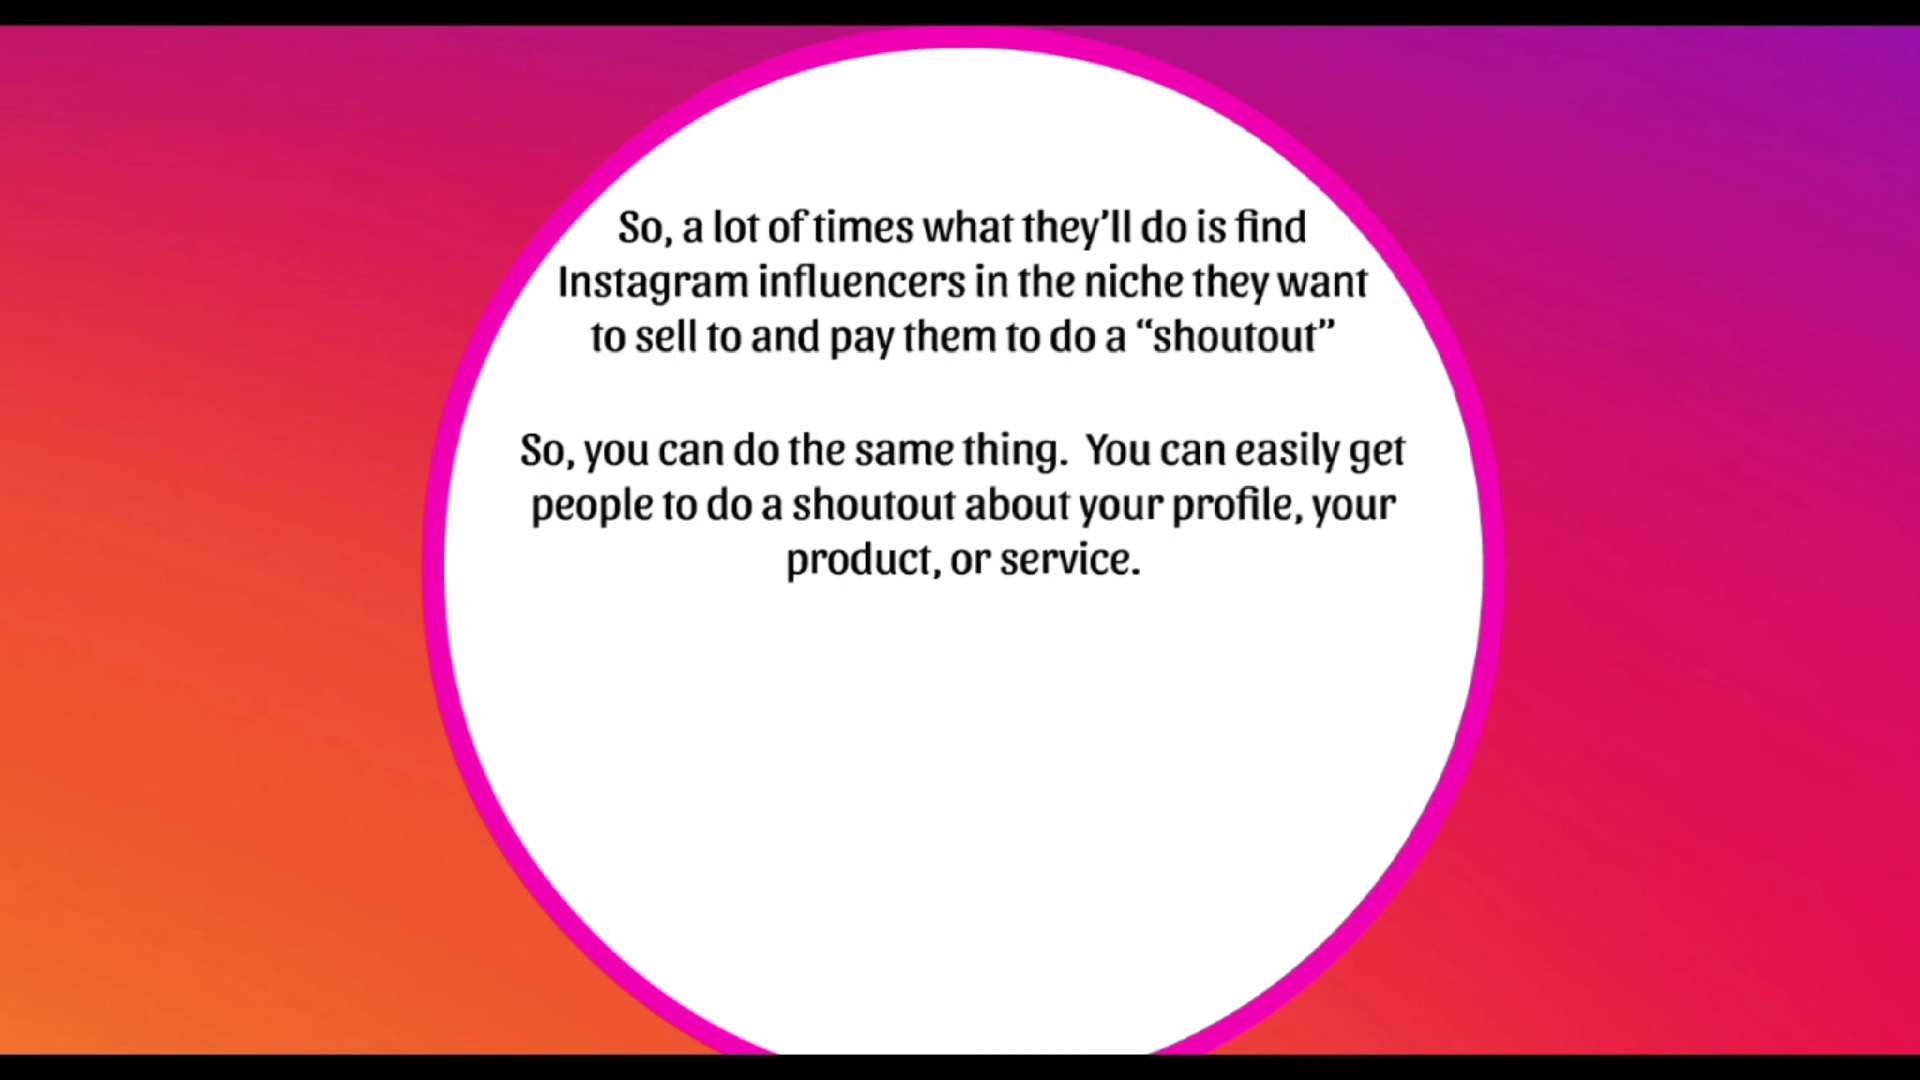 So, a lot of times what they’ll do is find
Instagram influencers in the niche they want
to sell to and pay them to do a “shoutout”
So, you can do the same thing.  You can easily get
people to do a shoutout about your profile, your
product, or service.